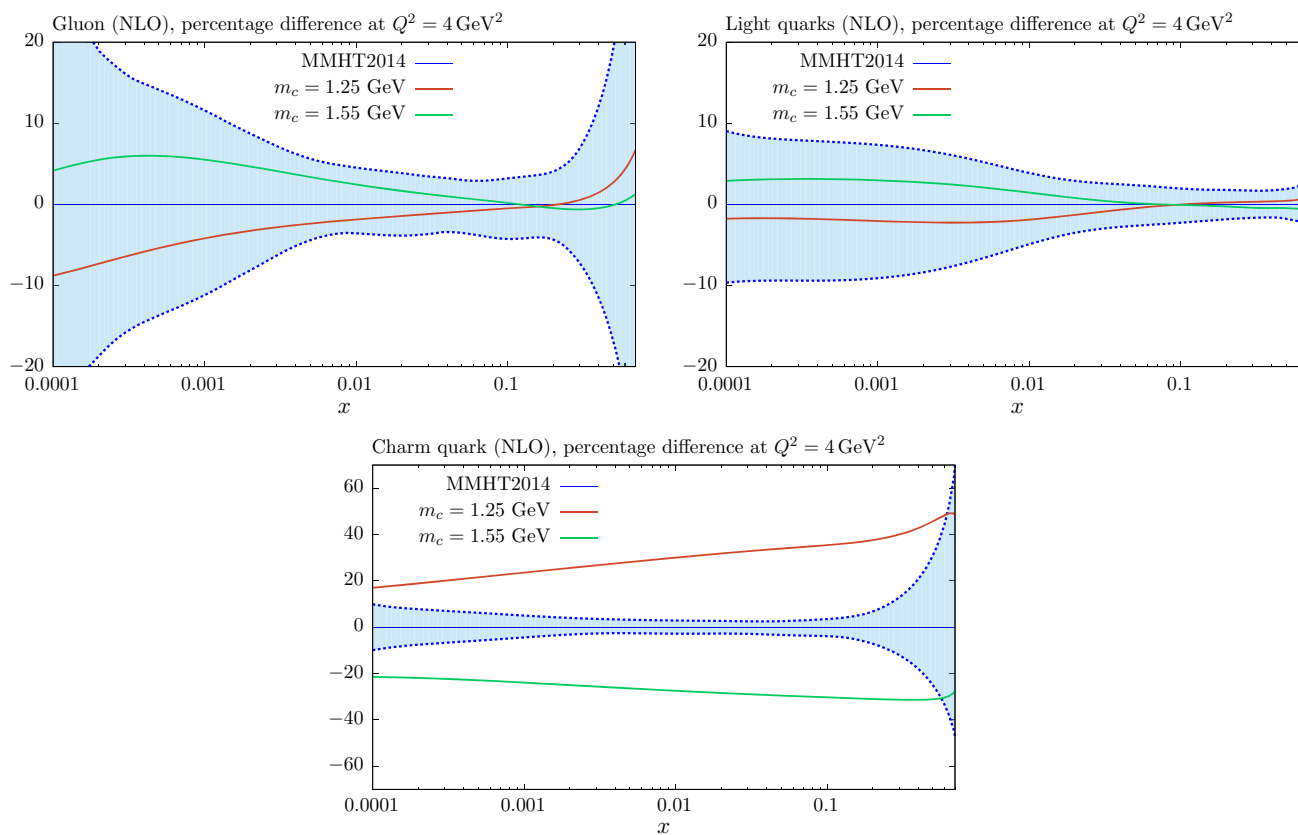 Gluon (NLO), percentage difference at Q² = 4 GeV²
20
10
0
−10
−20
MMHT2014
m_c = 1.25 GeV
m_c = 1.55 GeV
0.0001 0.001 0.01 0.1
x
Light quarks (NLO), percentage difference at Q² = 4 GeV²
20
10
0
−10
−20
MMHT2014
m_c = 1.25 GeV
m_c = 1.55 GeV
0.0001 0.001 0.01 0.1
x
Charm quark (NLO), percentage difference at Q² = 4 GeV²
60
40
20
0
−20
−40
−60
MMHT2014
m_c = 1.25 GeV
m_c = 1.55 GeV
0.0001 0.001 0.01 0.1
x